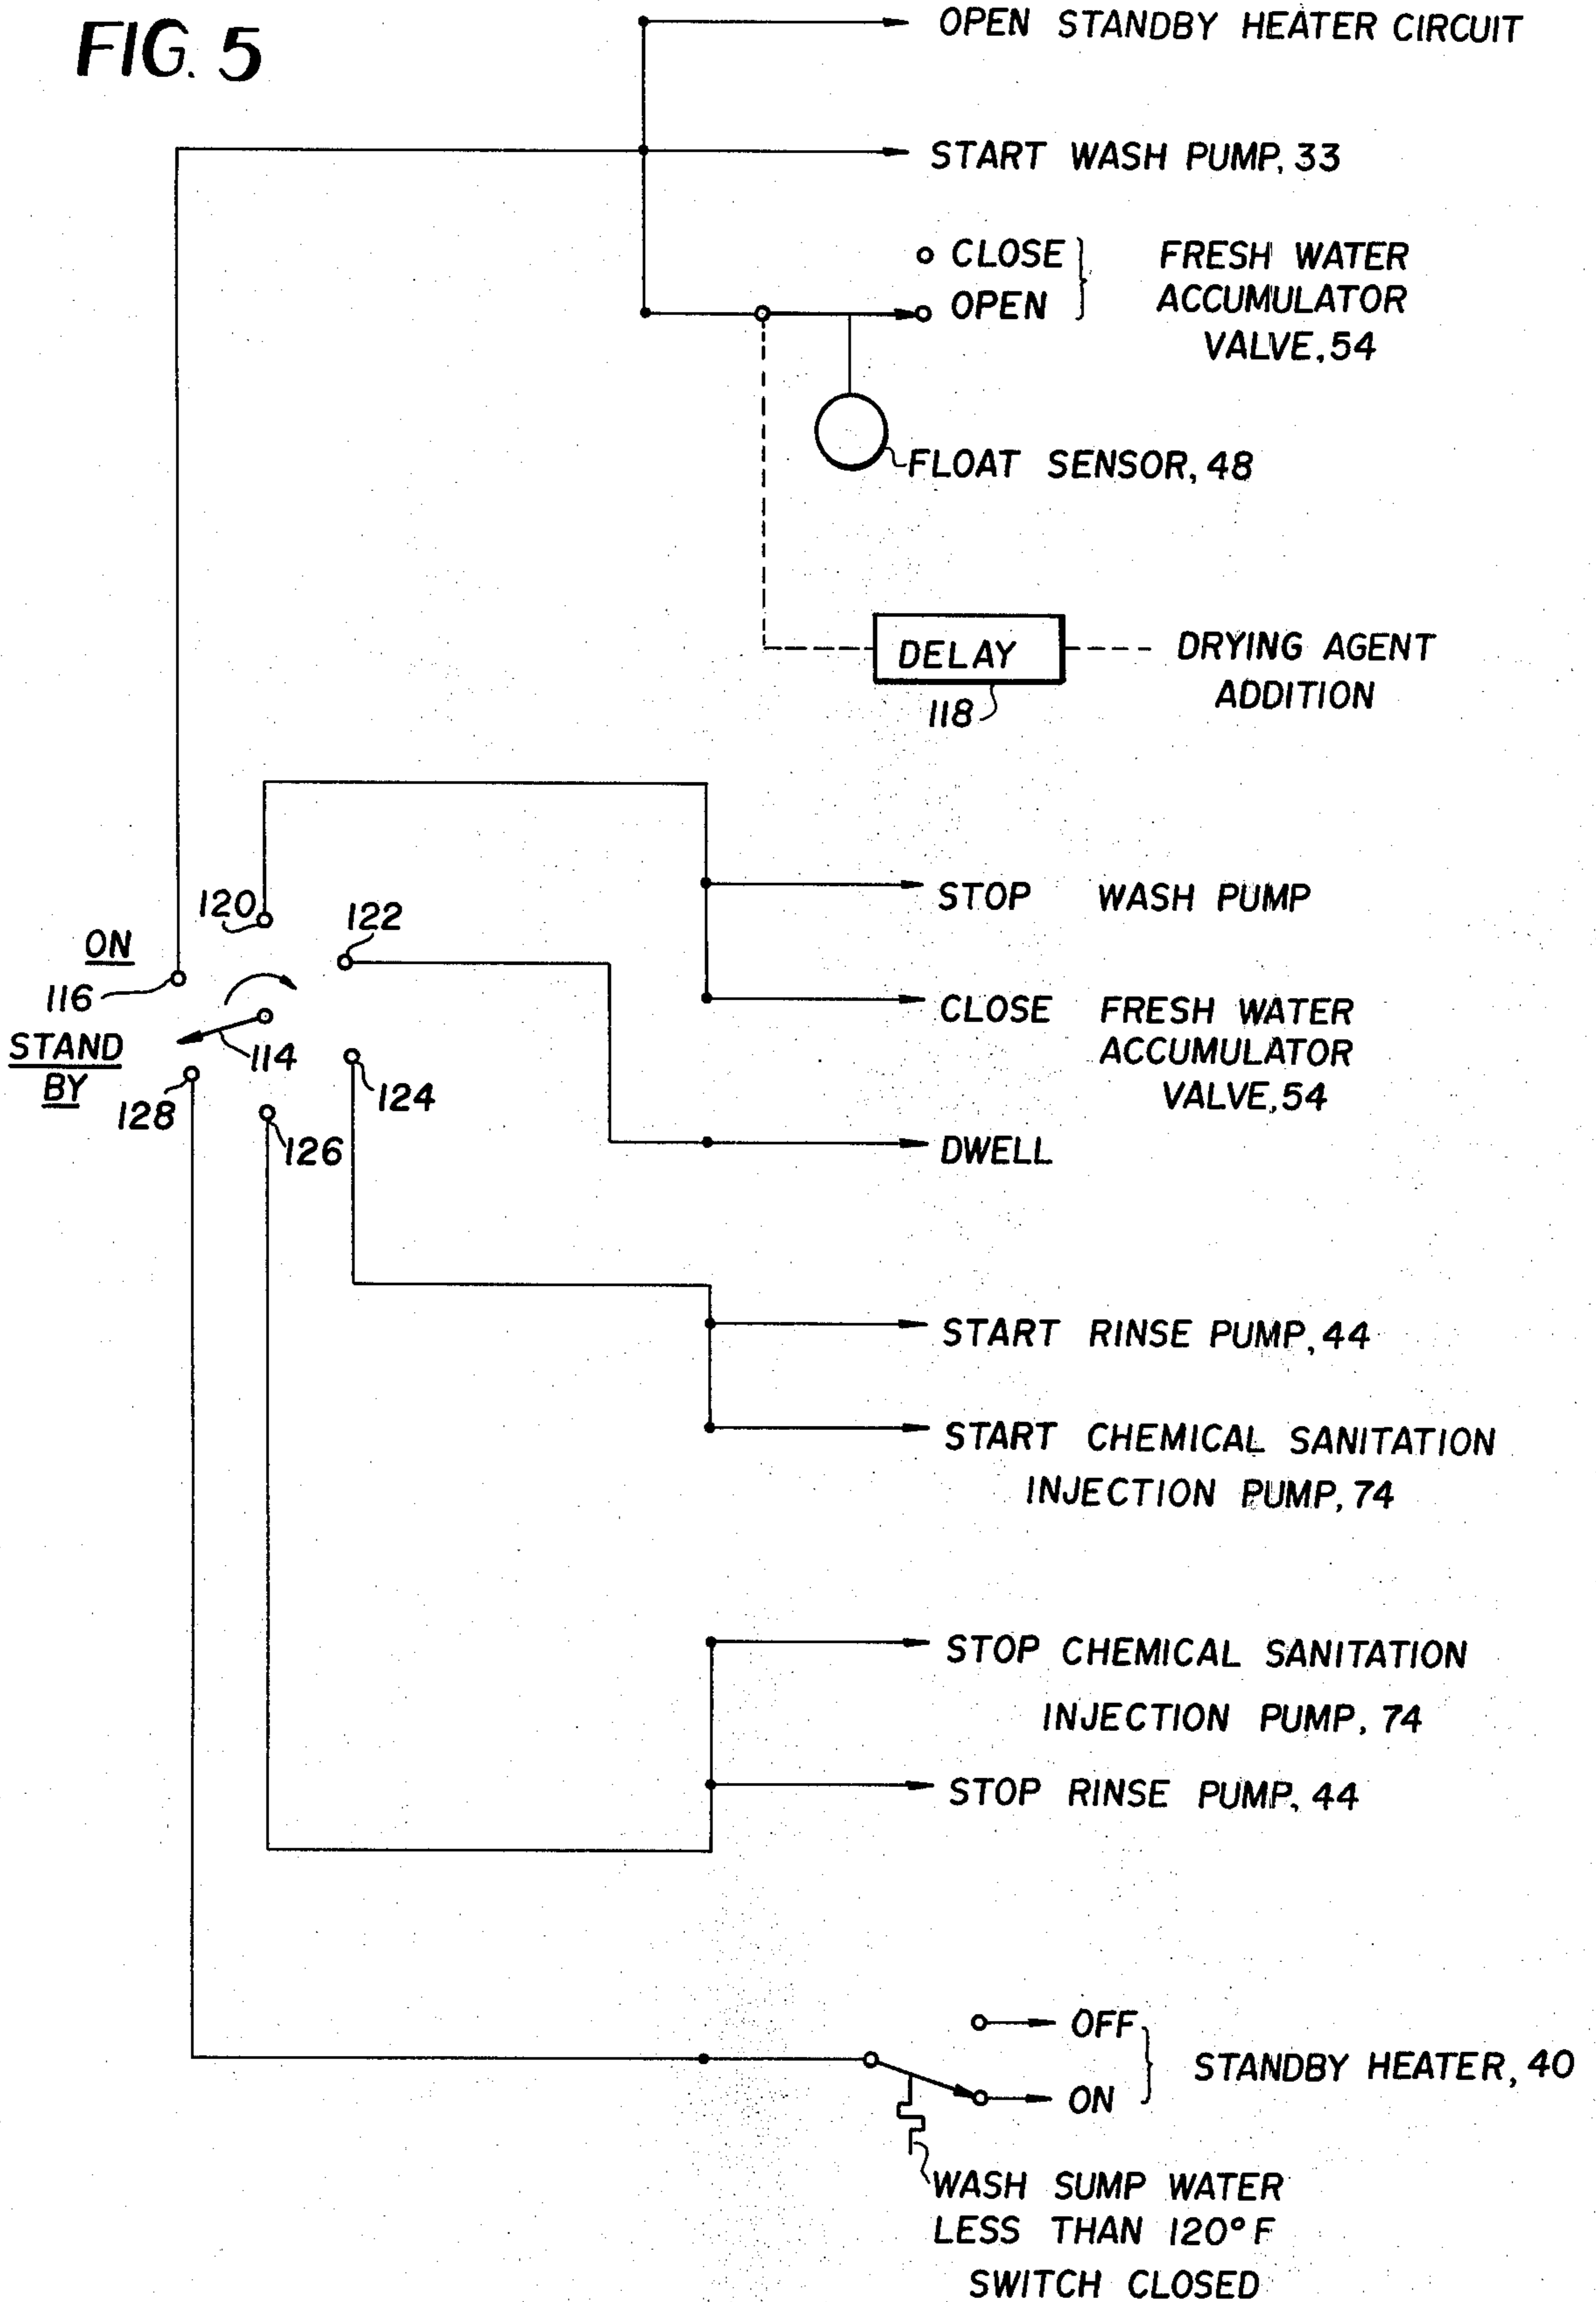 FIG. 5
OPEN STANDBY HEATER CIRCUIT
START WASH PUMP, 33
CLOSE
OPEN
FRESH WATER
ACCUMULATOR
VALVE, 54
FLOAT SENSOR, 48
DELAY
118
DRYING AGENT
ADDITION
120
122
ON
116
STAND
BY
114
128
124
126
STOP WASH PUMP
CLOSE FRESH WATER
ACCUMULATOR
VALVE, 54
DWELL
START RINSE PUMP, 44
START CHEMICAL SANITATION
INJECTION PUMP, 74
STOP CHEMICAL SANITATION
INJECTION PUMP, 74
STOP RINSE PUMP, 44
OFF
ON
STANDBY HEATER, 40
WASH SUMP WATER
LESS THAN 120° F
SWITCH CLOSED